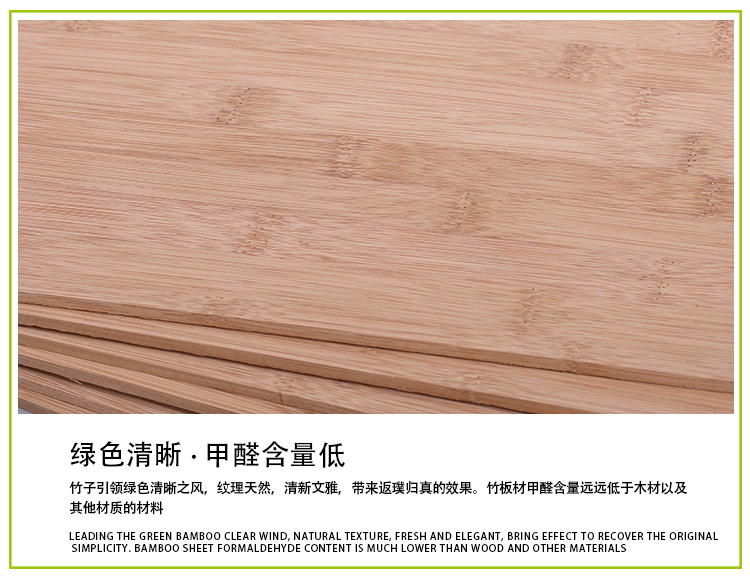 绿色清晰·甲醛含量低
竹子引领绿色清晰之风，纹理天然，清新文雅，带来返璞归真的效果。竹板材甲醛含量远远低于木材以及
其他材质的材料
LEADING THE GREEN BAMBOO CLEAR WIND, NATURAL TEXTURE, FRESH AND ELEGANT, BRING EFFECT TO RECOVER THE ORIGINAL
SIMPLICITY. BAMBOO SHEET FORMALDEHYDE CONTENT IS MUCH LOWER THAN WOOD AND OTHER MATERIALS